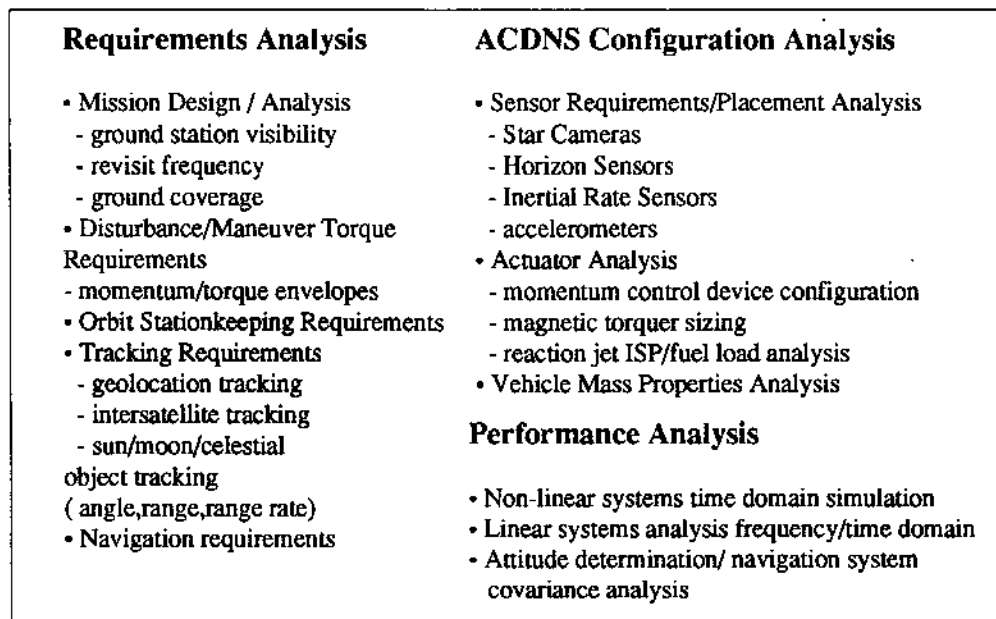 Requirements Analysis
• Mission Design / Analysis
- ground station visibility
- revisit frequency
- ground coverage
• Disturbance/Maneuver Torque
Requirements
- momentum/torque envelopes
• Orbit Stationkeeping Requirements
• Tracking Requirements
- geolocation tracking
- intersatellite tracking
- sun/moon/celestial
object tracking
( angle,range,range rate)
• Navigation requirements
ACDNS Configuration Analysis
• Sensor Requirements/Placement Analysis
- Star Cameras
- Horizon Sensors
- Inertial Rate Sensors
- accelerometers
• Actuator Analysis
- momentum control device configuration
- magnetic torquer sizing
- reaction jet ISP/fuel load analysis
• Vehicle Mass Properties Analysis
Performance Analysis
• Non-linear systems time domain simulation
• Linear systems analysis frequency/time domain
• Attitude determination/ navigation system
covariance analysis